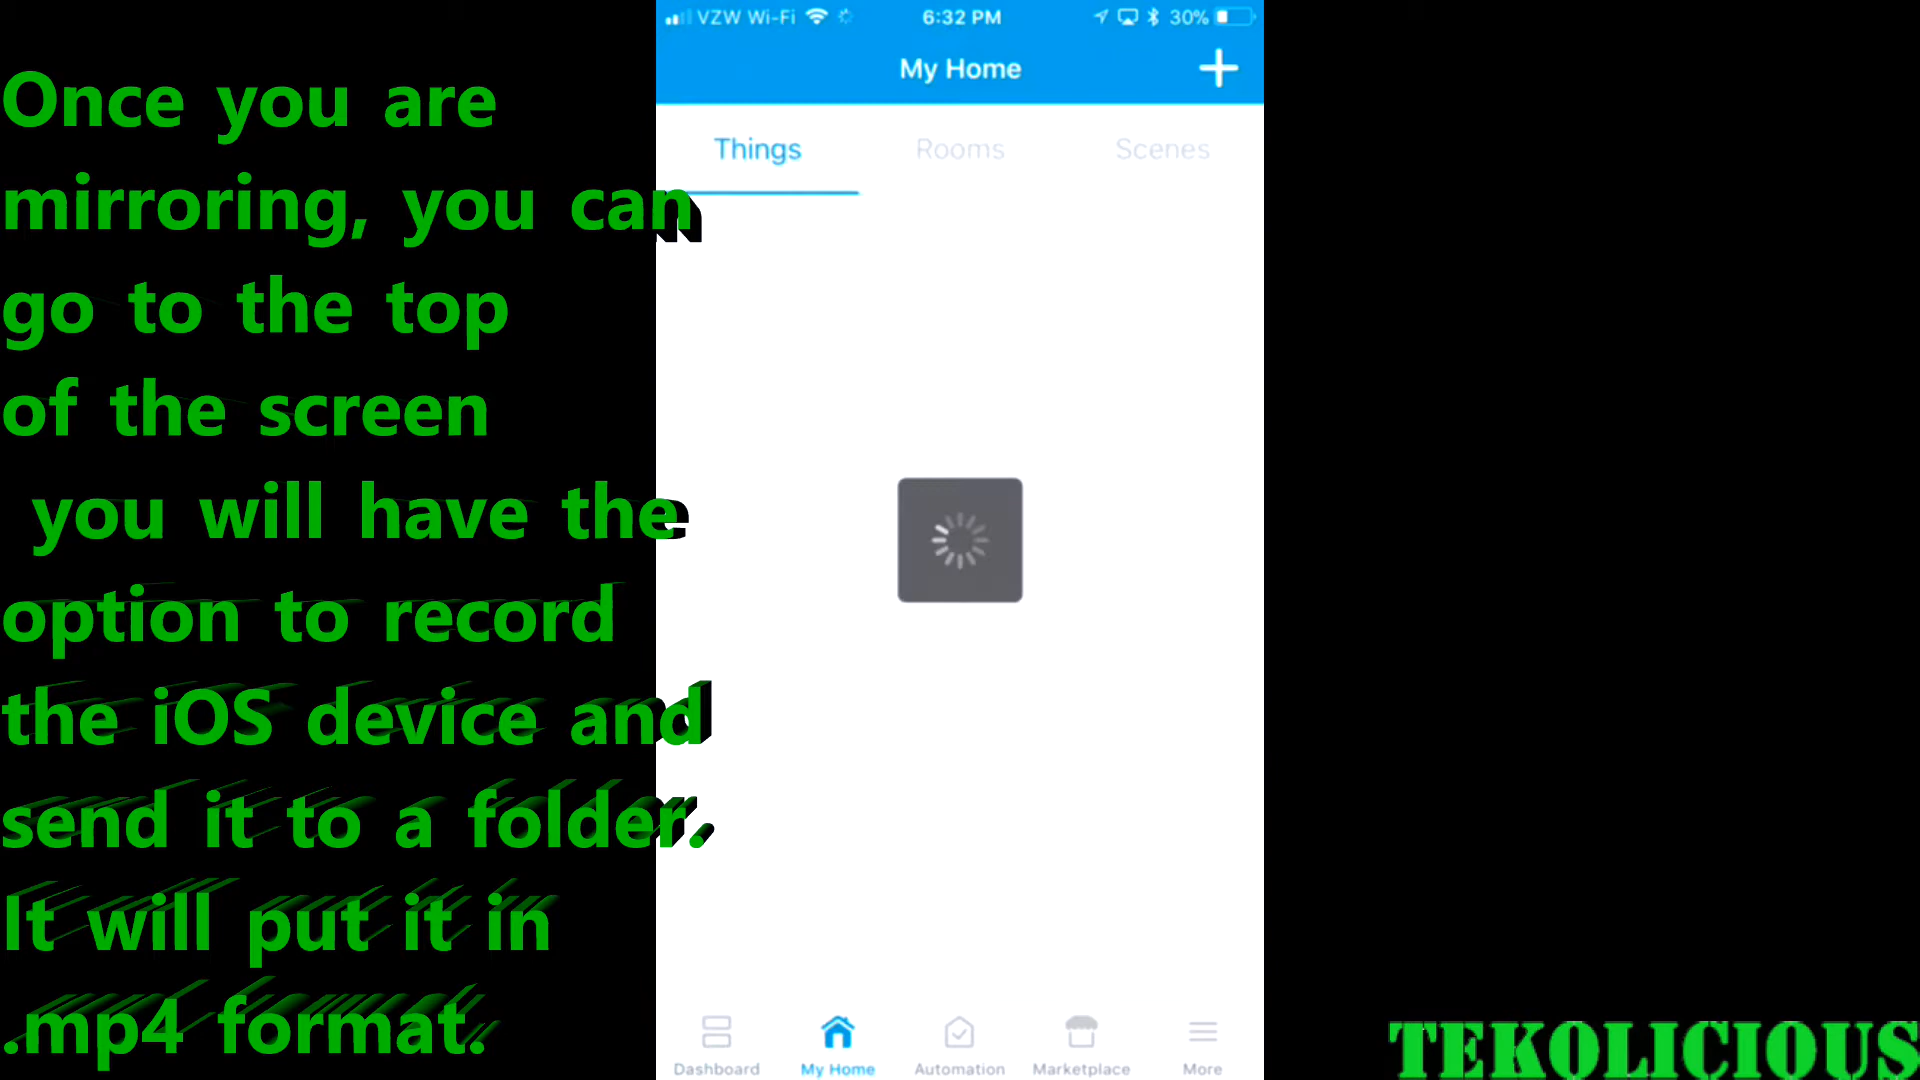 Once you are
mirroring, you can
go to the top
of the screen
you will have the
option to record
the iOS device and
send it to a folder.
It will put it in
.mp4 format.
VZW Wi-Fi 6:32 PM 30%
My Home
Things Rooms Scenes
Dashboard My Home Automation Marketplace More
TEKOLICIOUS